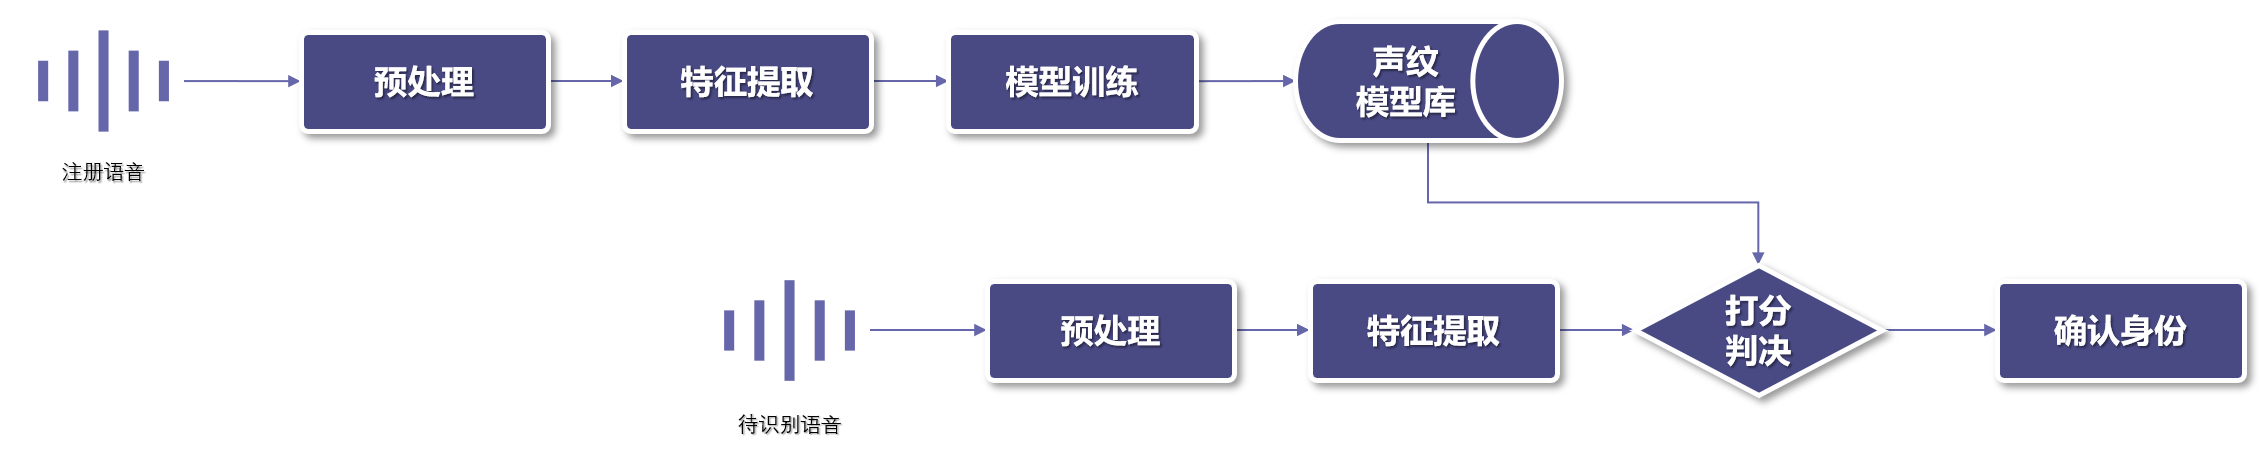 预处理
特征提取
模型训练
声纹
模型库
注册语音
预处理
特征提取
打分
判决
确认身份
待识别语音